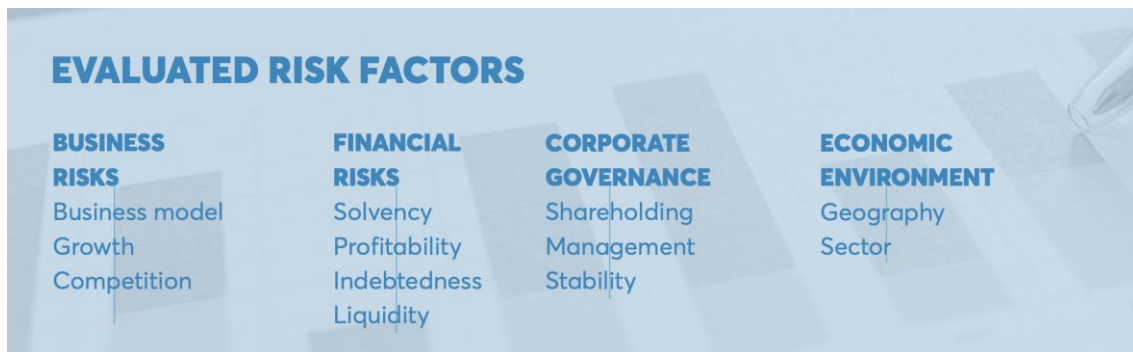 EVALUATED RISK FACTORS
BUSINESS
RISKS
Business model
Growth
Competition
FINANCIAL
RISKS
Solvency
Profitability
Indebtedness
Liquidity
CORPORATE
GOVERNANCE
Shareholding
Management
Stability
ECONOMIC
ENVIRONMENT
Geography
Sector